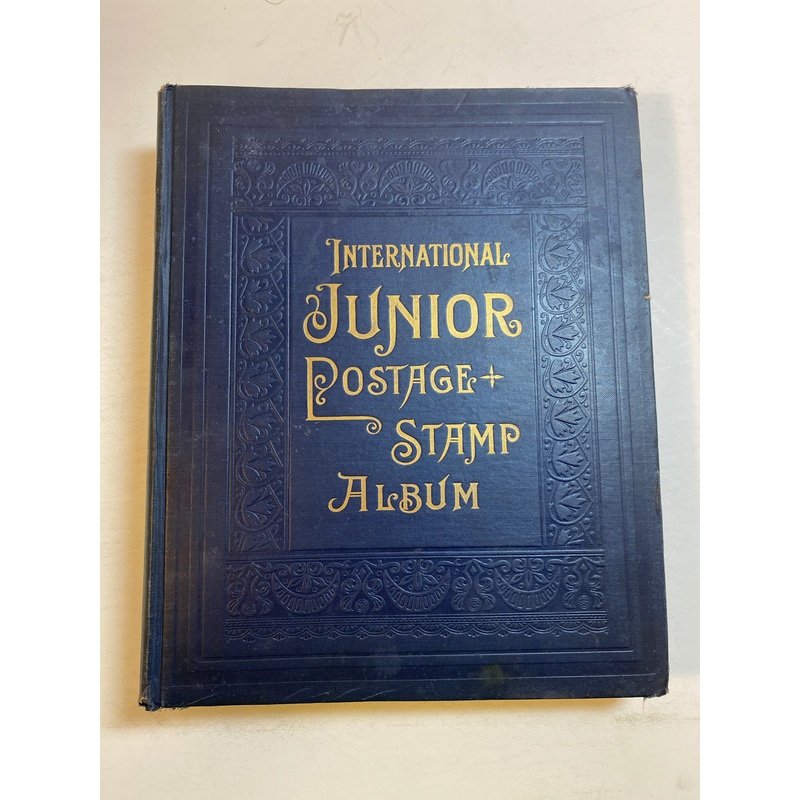 INTERNATIONAL
JUNIOR
POSTAGE
STAMP
ALBUM